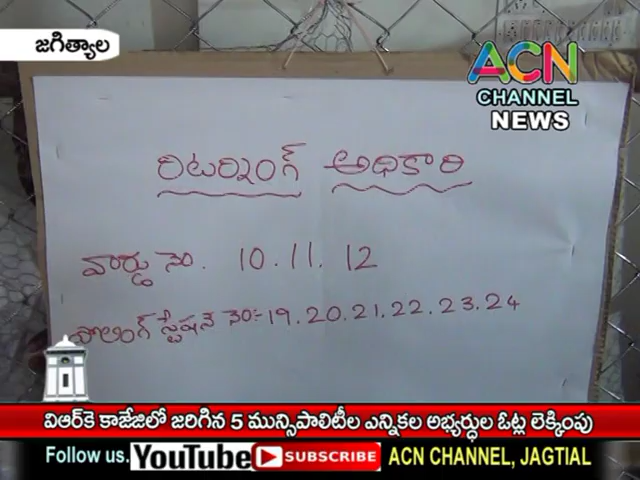 జగిత్యాల
ACN
CHANNEL
NEWS
రిటర్నింగ్ అధికారి
వార్డు నెం. 10.11.12
పోలింగ్ స్టేషన్ నెం:- 19.20.21.22.23.24
విఆర్‌కె కాజేజిలో జరిగిన 5 మున్సిపాలిటీల ఎన్నికల అభ్యర్ధుల ఓట్ల లెక్కింపు
Follow us. YouTube SUBSCRIBE ACN CHANNEL, JAGTIAL